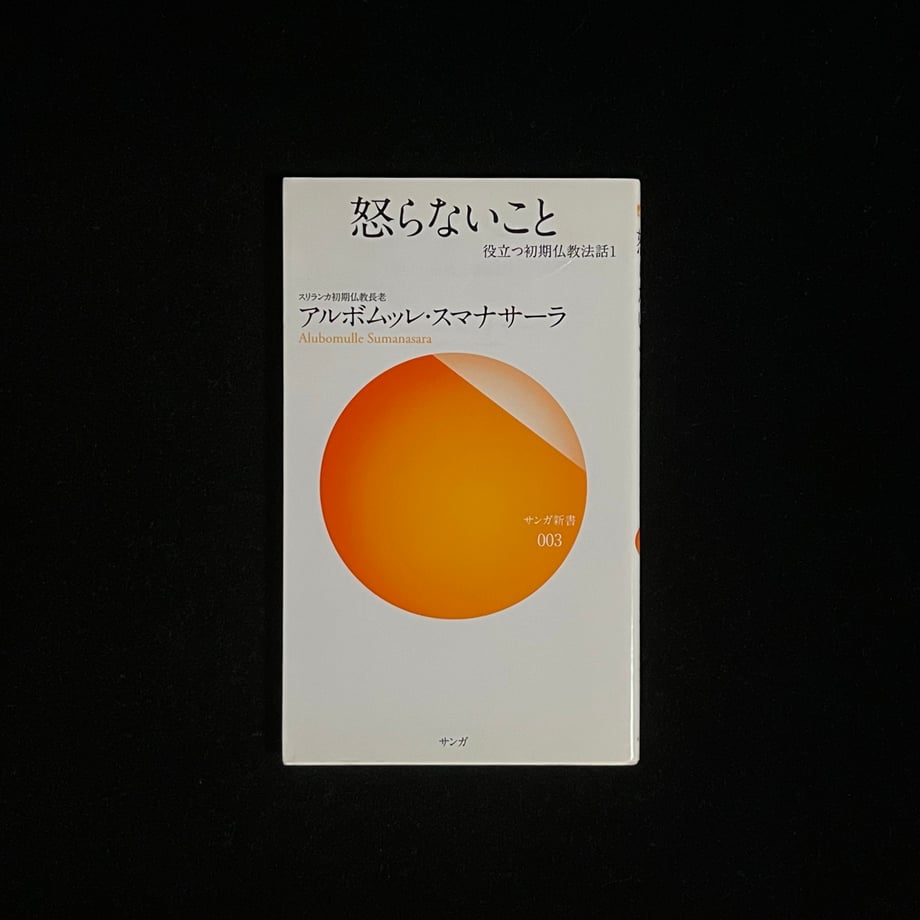 怒らないこと
役立つ初期仏教法話1
スリランカ初期仏教長老
アルボムッレ・スマナサーラ
Alubomulle Sumanasara
サンガ新書
003
サンガ